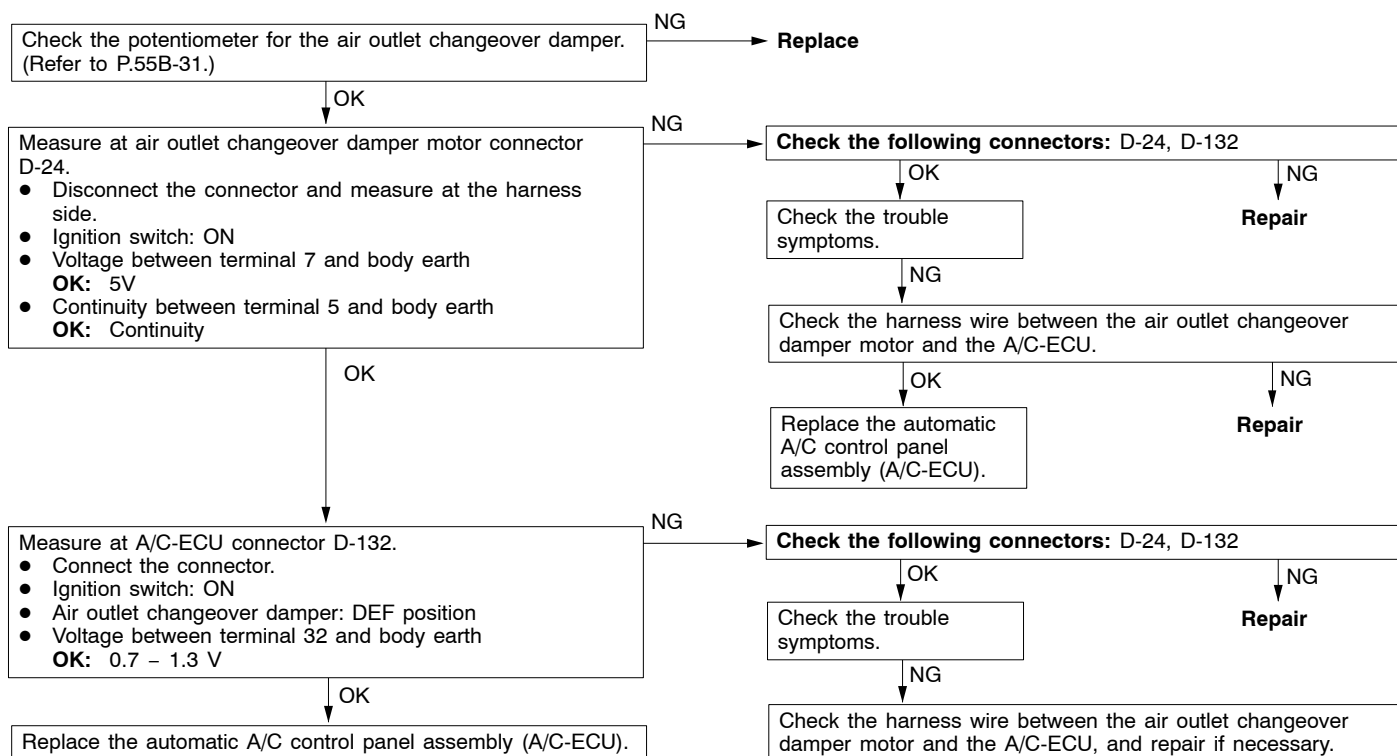 Check the potentiometer for the air outlet changeover damper.
(Refer to P.55B-31.)
NG
Replace
OK
Measure at air outlet changeover damper motor connector
D-24.
● Disconnect the connector and measure at the harness
side.
● Ignition switch: ON
● Voltage between terminal 7 and body earth
OK: 5V
● Continuity between terminal 5 and body earth
OK: Continuity
NG
Check the following connectors: D-24, D-132
OK
NG
Check the trouble
symptoms.
Repair
NG
Check the harness wire between the air outlet changeover
damper motor and the A/C-ECU.
OK
NG
Replace the automatic
A/C control panel
assembly (A/C-ECU).
Repair
OK
Measure at A/C-ECU connector D-132.
● Connect the connector.
● Ignition switch: ON
● Air outlet changeover damper: DEF position
● Voltage between terminal 32 and body earth
OK: 0.7 – 1.3 V
NG
Check the following connectors: D-24, D-132
OK
NG
Check the trouble
symptoms.
Repair
NG
Check the harness wire between the air outlet changeover
damper motor and the A/C-ECU, and repair if necessary.
OK
Replace the automatic A/C control panel assembly (A/C-ECU).